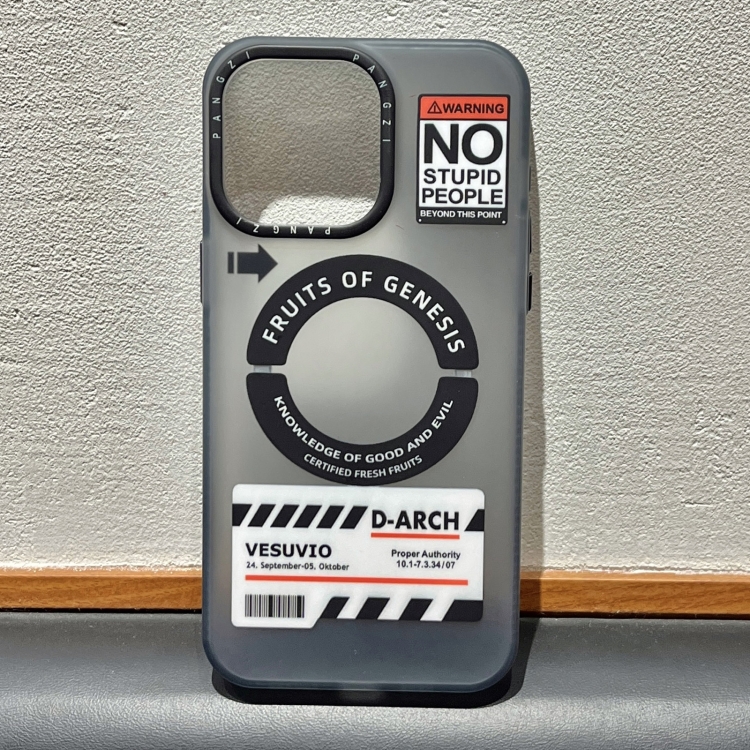 PANGZI PANGZI
PANGZI
WARNING
NO
STUPID
PEOPLE
BEYOND THIS POINT
FRUITS OF GENESIS
KNOWLEDGE OF GOOD AND EVIL
CERTIFIED FRESH FRUITS
D-ARCH
VESUVIO
24. September-05. Oktober
Proper Authority
10.1-7.3.34/07